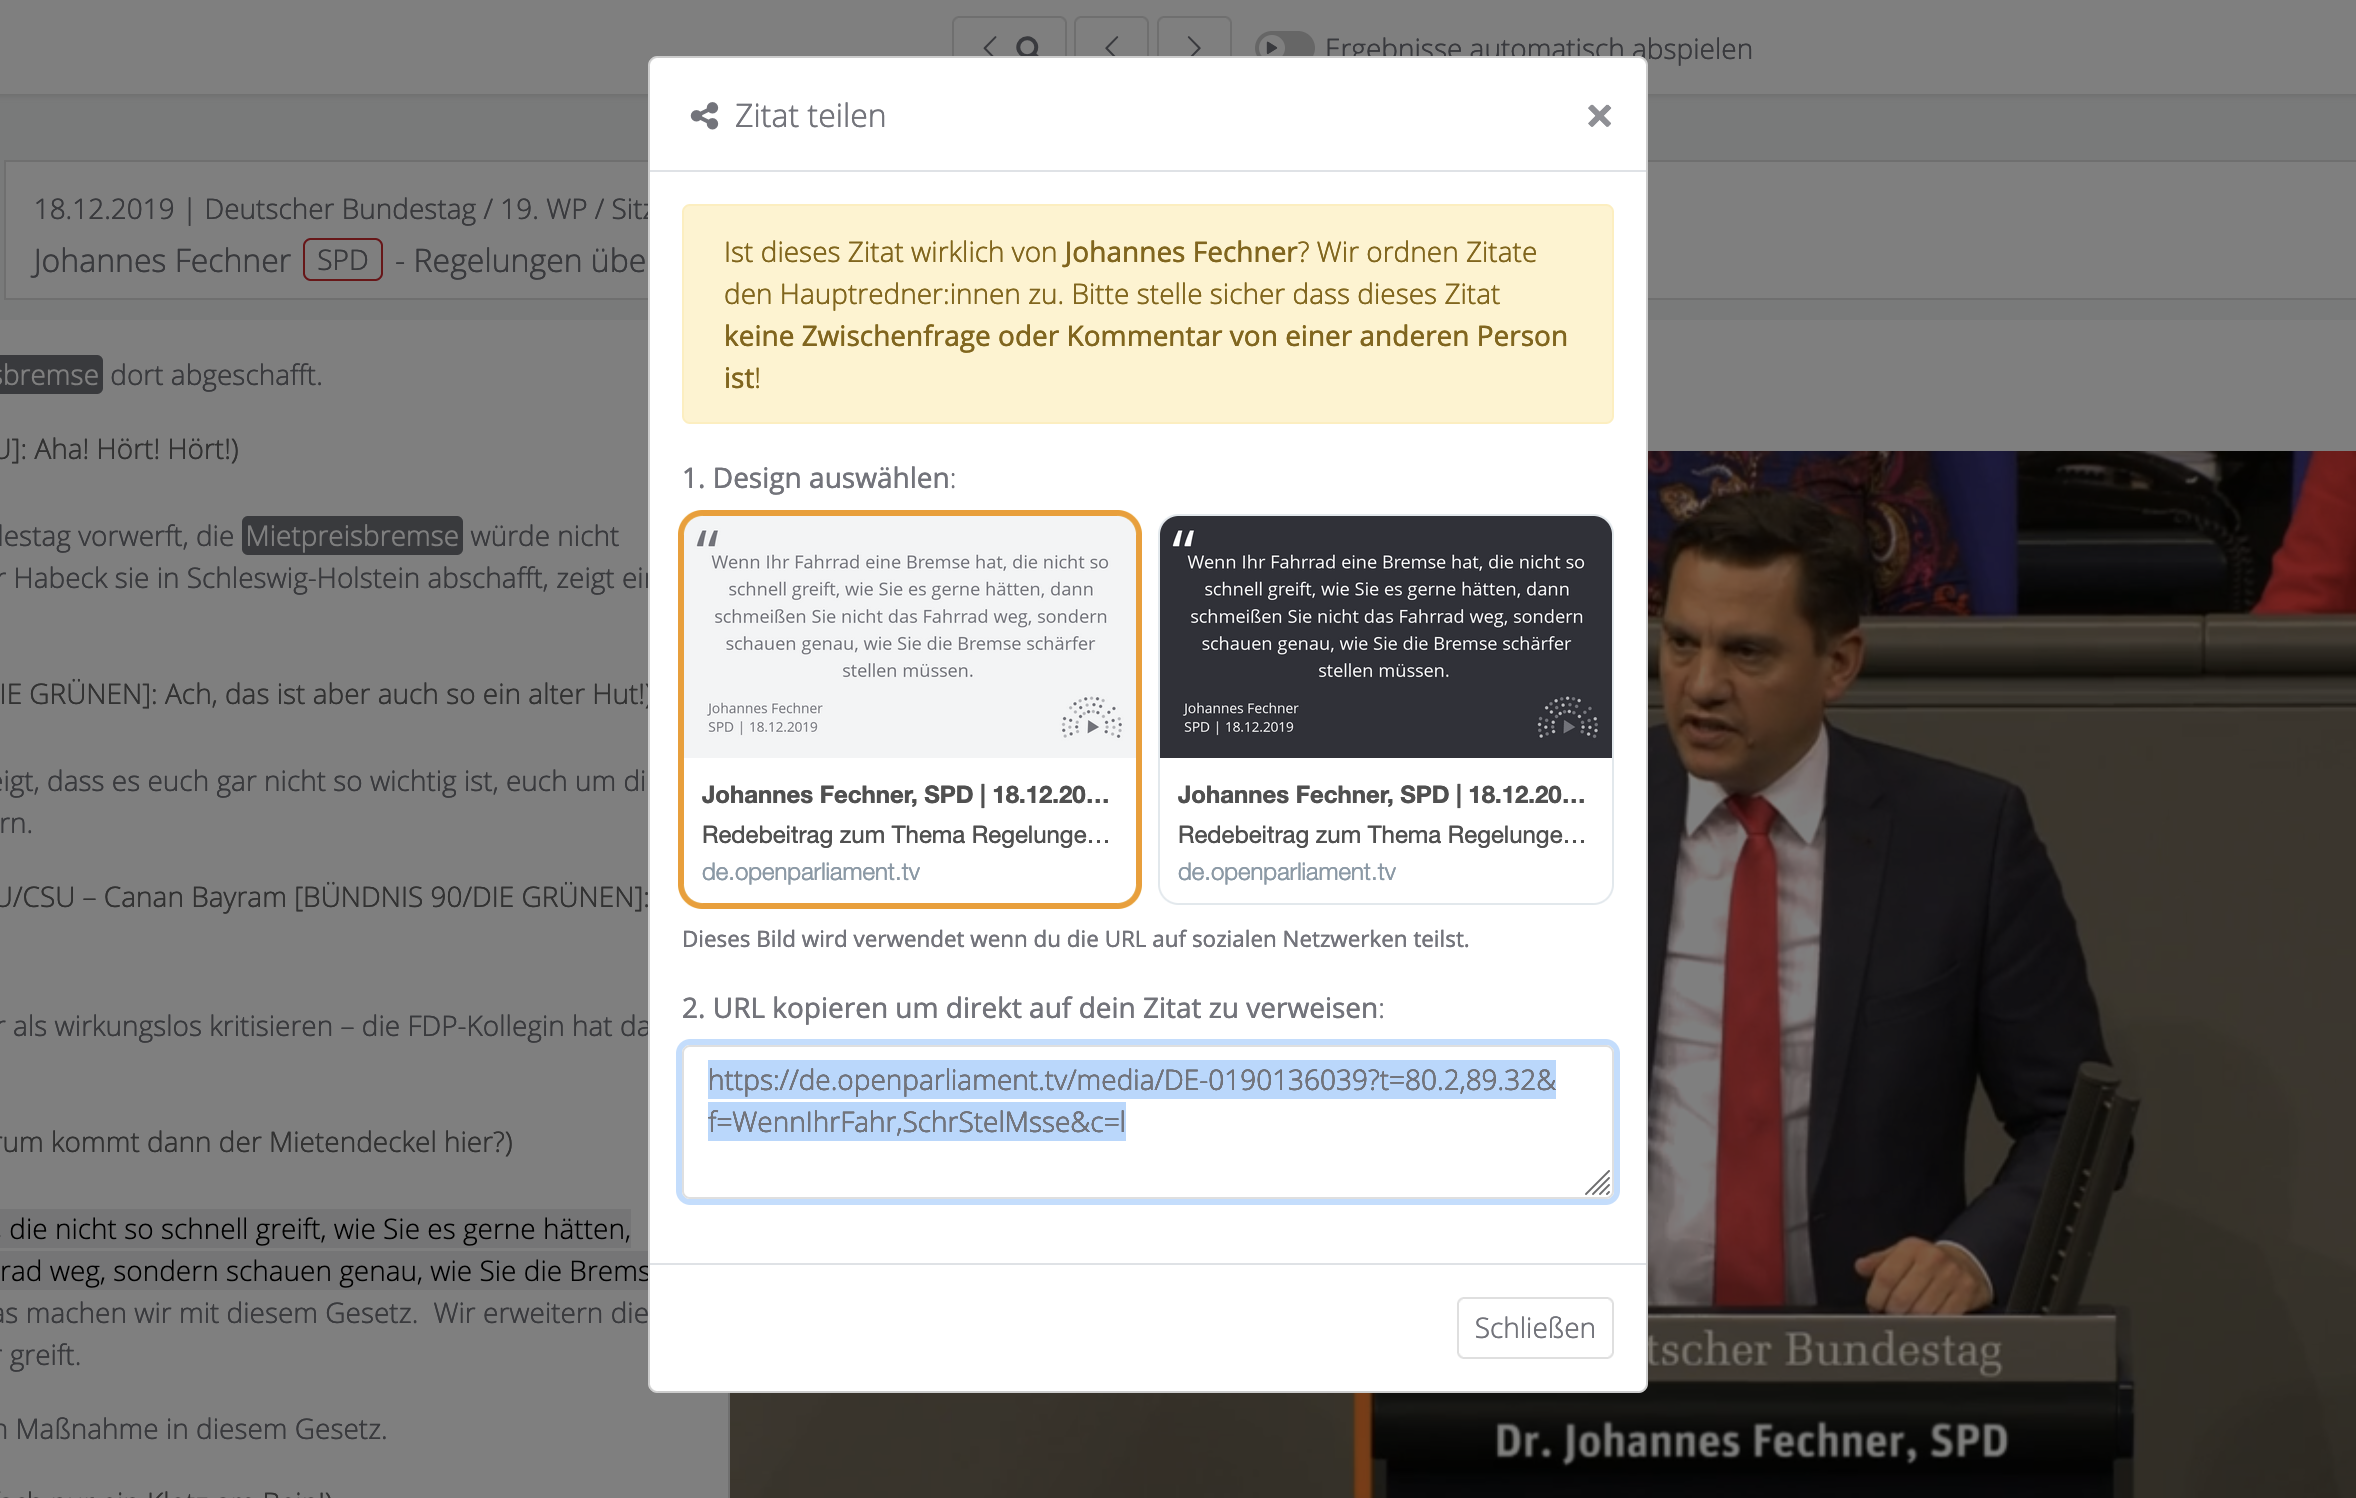 Ergebnisse automatisch abspielen
18.12.2019 | Deutscher Bundestag / 19. WP / Sitz
Johannes Fechner SPD - Regelungen übe
sbremse dort abgeschafft.
U]: Aha! Hört! Hört!)
destag vorwerft, die Mietpreisbremse würde nicht
r Habeck sie in Schleswig-Holstein abschafft, zeigt ein
IE GRÜNEN]: Ach, das ist aber auch so ein alter Hut!)
eigt, dass es euch gar nicht so wichtig ist, euch um di
rn.
U/CSU – Canan Bayram [BÜNDNIS 90/DIE GRÜNEN]:
r als wirkungslos kritisieren – die FDP-Kollegin hat da
rum kommt dann der Mietendeckel hier?)
die nicht so schnell greift, wie Sie es gerne hätten,
rad weg, sondern schauen genau, wie Sie die Brems
as machen wir mit diesem Gesetz. Wir erweitern die
r greift.
n Maßnahme in diesem Gesetz.
Zitat teilen
Ist dieses Zitat wirklich von Johannes Fechner? Wir ordnen Zitate
den Hauptredner:innen zu. Bitte stelle sicher dass dieses Zitat
keine Zwischenfrage oder Kommentar von einer anderen Person
ist!
1. Design auswählen:
“
Wenn Ihr Fahrrad eine Bremse hat, die nicht so
schnell greift, wie Sie es gerne hätten, dann
schmeißen Sie nicht das Fahrrad weg, sondern
schauen genau, wie Sie die Bremse schärfer
stellen müssen.
Johannes Fechner
SPD | 18.12.2019
Johannes Fechner, SPD | 18.12.20...
Redebeitrag zum Thema Regelunge...
de.openparliament.tv
“
Wenn Ihr Fahrrad eine Bremse hat, die nicht so
schnell greift, wie Sie es gerne hätten, dann
schmeißen Sie nicht das Fahrrad weg, sondern
schauen genau, wie Sie die Bremse schärfer
stellen müssen.
Johannes Fechner
SPD | 18.12.2019
Johannes Fechner, SPD | 18.12.20...
Redebeitrag zum Thema Regelunge...
de.openparliament.tv
Dieses Bild wird verwendet wenn du die URL auf sozialen Netzwerken teilst.
2. URL kopieren um direkt auf dein Zitat zu verweisen:
https://de.openparliament.tv/media/DE-0190136039?t=80.2,89.32&
f=WennIhrFahr,SchrStelMsse&c=l
Schließen
tscher Bundestag
Dr. Johannes Fechner, SPD